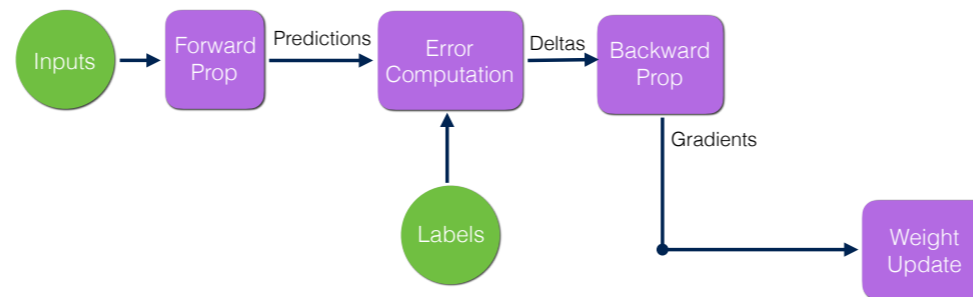 Inputs
Forward
Prop
Predictions
Error
Computation
Deltas
Backward
Prop
Gradients
Labels
Weight
Update